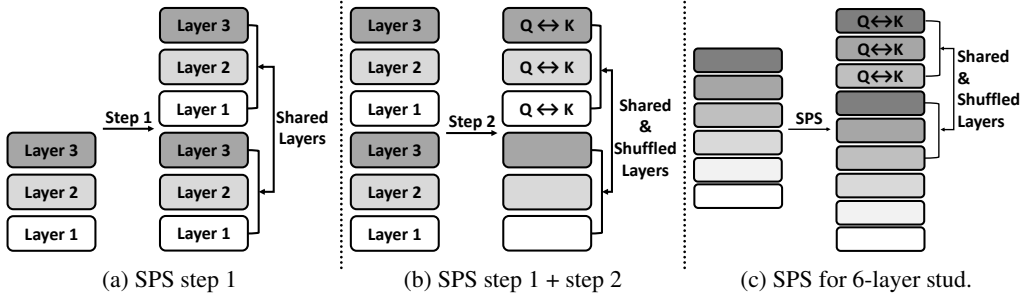 Layer 3
Layer 2
Layer 1
Step 1
Layer 3
Layer 2
Layer 1
Layer 3
Layer 2
Layer 1
Shared
Layers
(a) SPS step 1
Layer 3
Layer 2
Layer 1
Layer 3
Layer 2
Layer 1
Step 2
Q ↔ K
Q ↔ K
Q ↔ K
Shared
&
Shuffled
Layers
(b) SPS step 1 + step 2
SPS
Q↔K
Q↔K
Q↔K
Shared
&
Shuffled
Layers
(c) SPS for 6-layer stud.